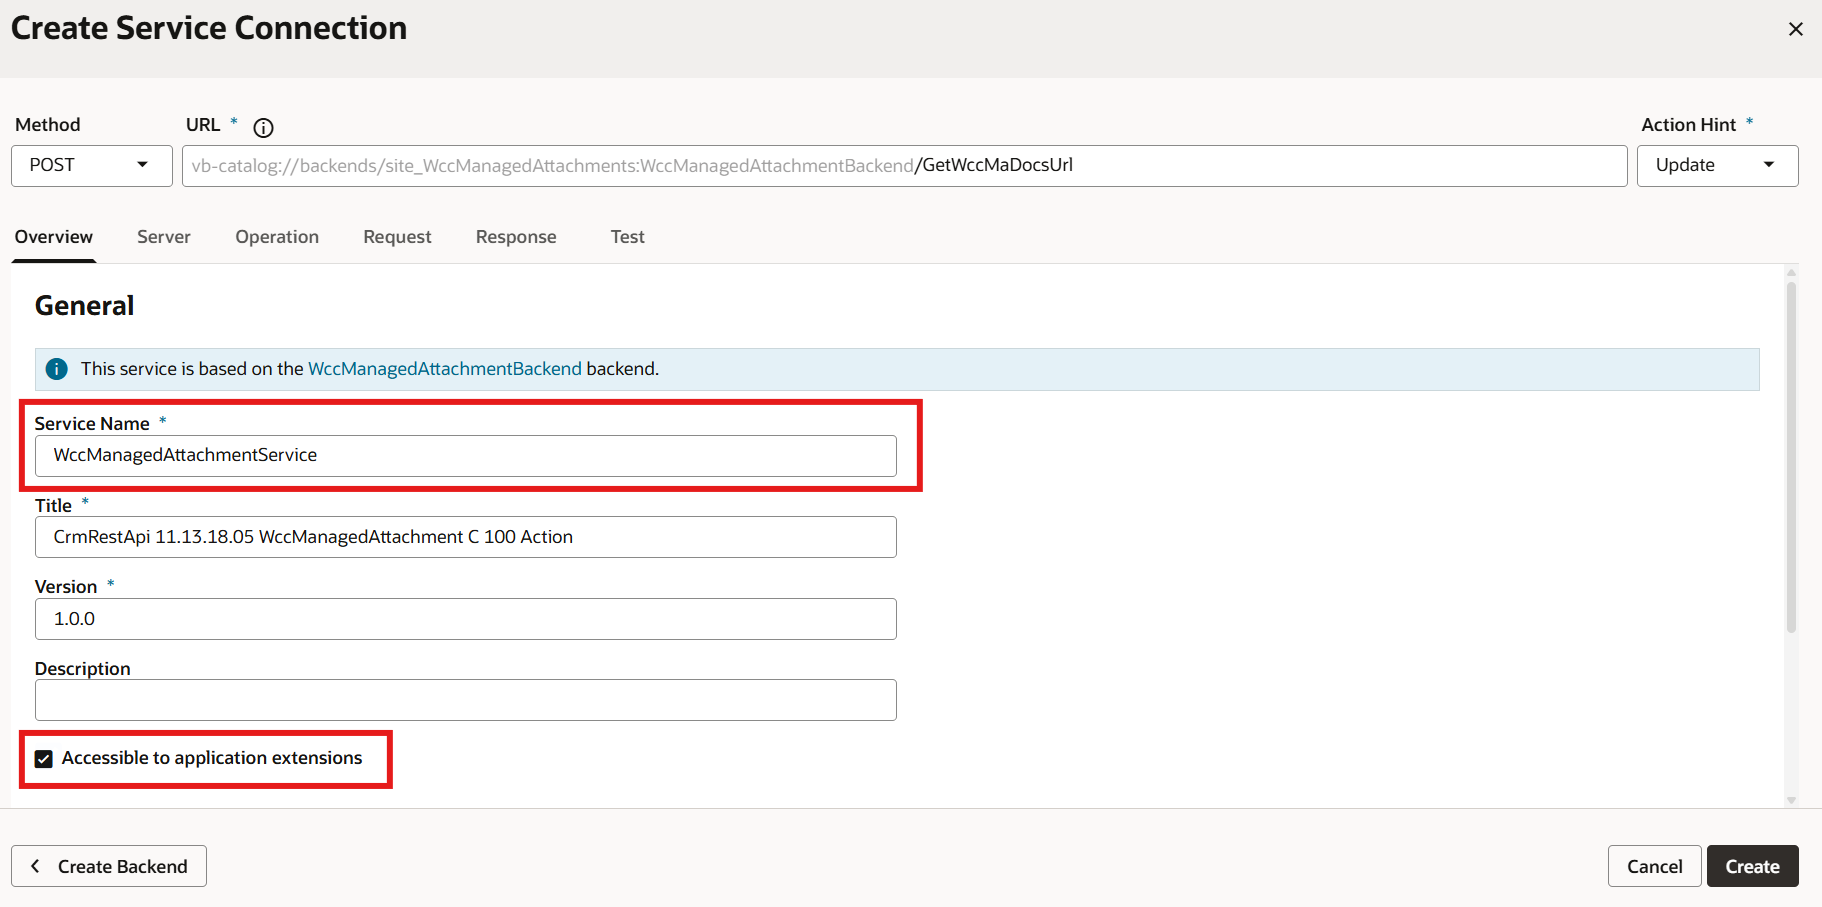 Create Service Connection
Method
URL *
Action Hint *
POST
vb-catalog://backends/site_WccManagedAttachments:WccManagedAttachmentBackend/GetWccMaDocsUrl
Update
Overview Server Operation Request Response Test
General
This service is based on the WccManagedAttachmentBackend backend.
Service Name *
WccManagedAttachmentService
Title *
CrmRestApi 11.13.18.05 WccManagedAttachment C 100 Action
Version *
1.0.0
Description
Accessible to application extensions
Create Backend
Cancel
Create